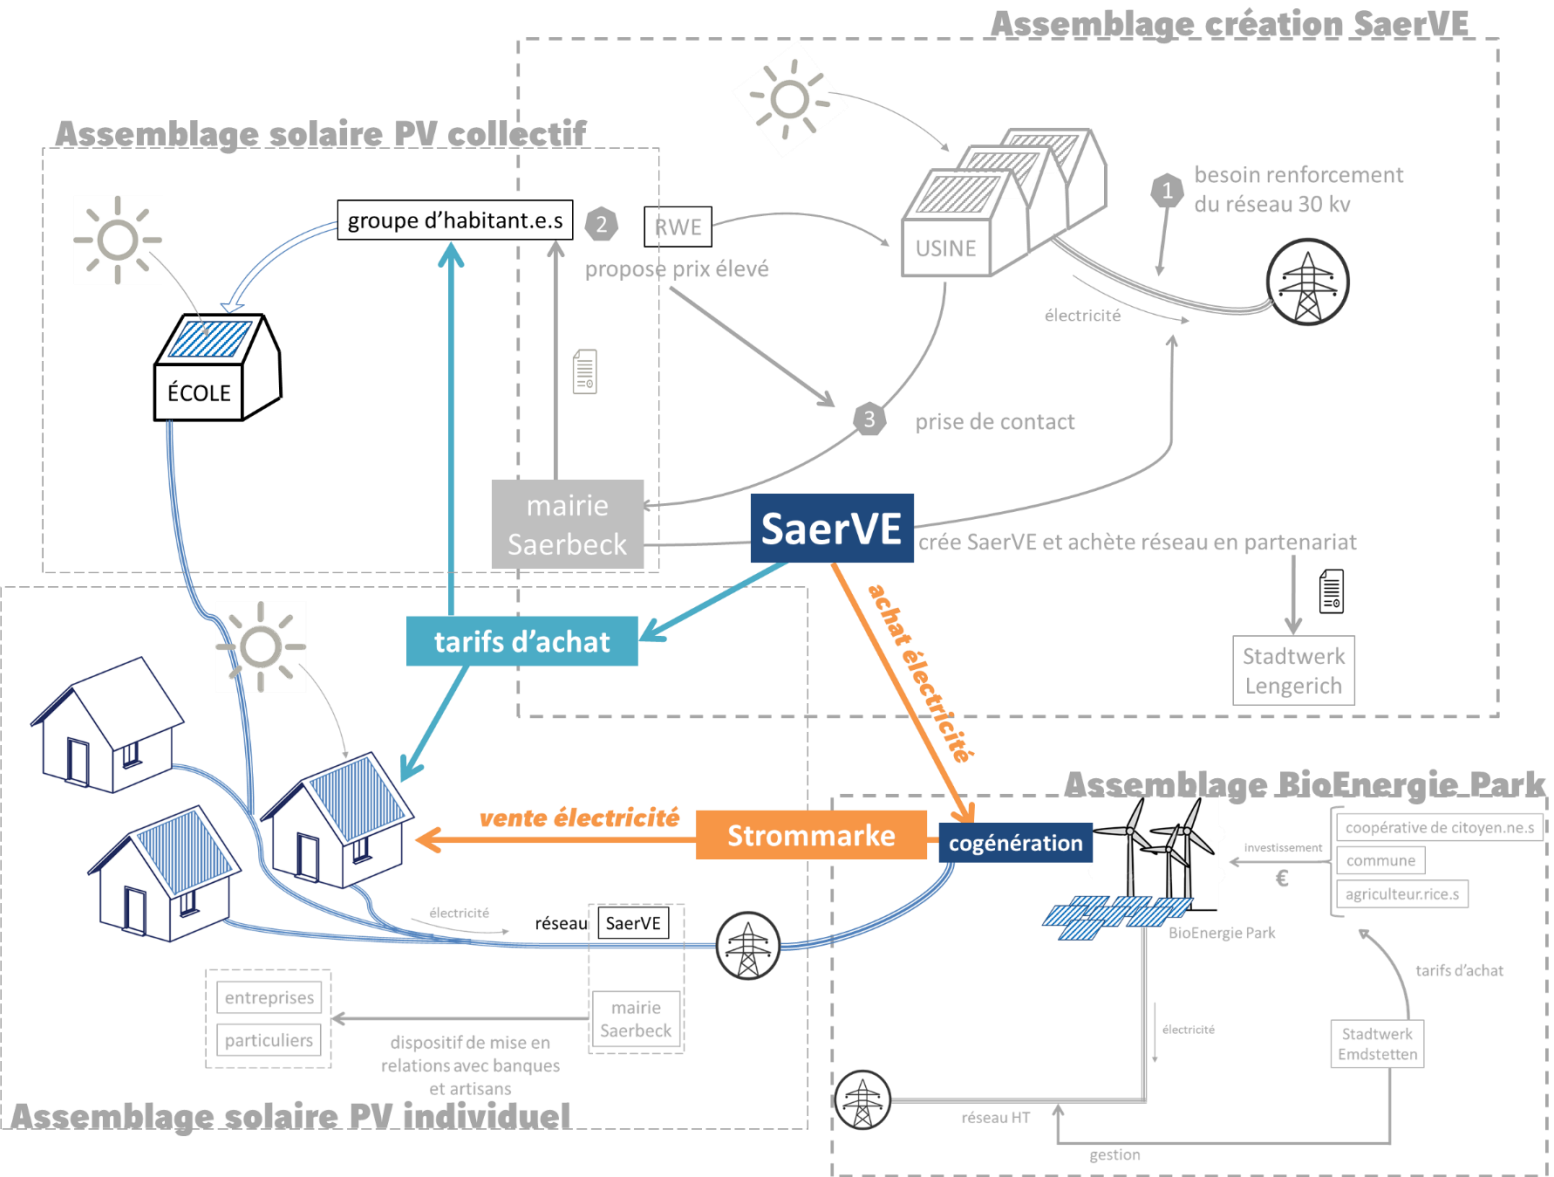 Assemblage création SaerVE
Assemblage solaire PV collectif
groupe d'habitant.e.s
2
RWE
propose prix élevé
USINE
1
besoin renforcement
du réseau 30 kv
électricité
ÉCOLE
3
prise de contact
mairie
Saerbeck
SaerVE
crée SaerVE et achète réseau en partenariat
Stadtwerk
Lengerich
tarifs d'achat
achat électricité
vente électricité
Strommarke
cogénération
Assemblage BioEnergie Park
coopérative de citoyen.ne.s
commune
agriculteur.rice.s
investissement
€
BioEnergie Park
tarifs d'achat
électricité
Stadtwerk
Emdstetten
réseau HT
gestion
électricité
réseau
SaerVE
mairie
Saerbeck
entreprises
particuliers
dispositif de mise en
relations avec banques
et artisans
Assemblage solaire PV individuel